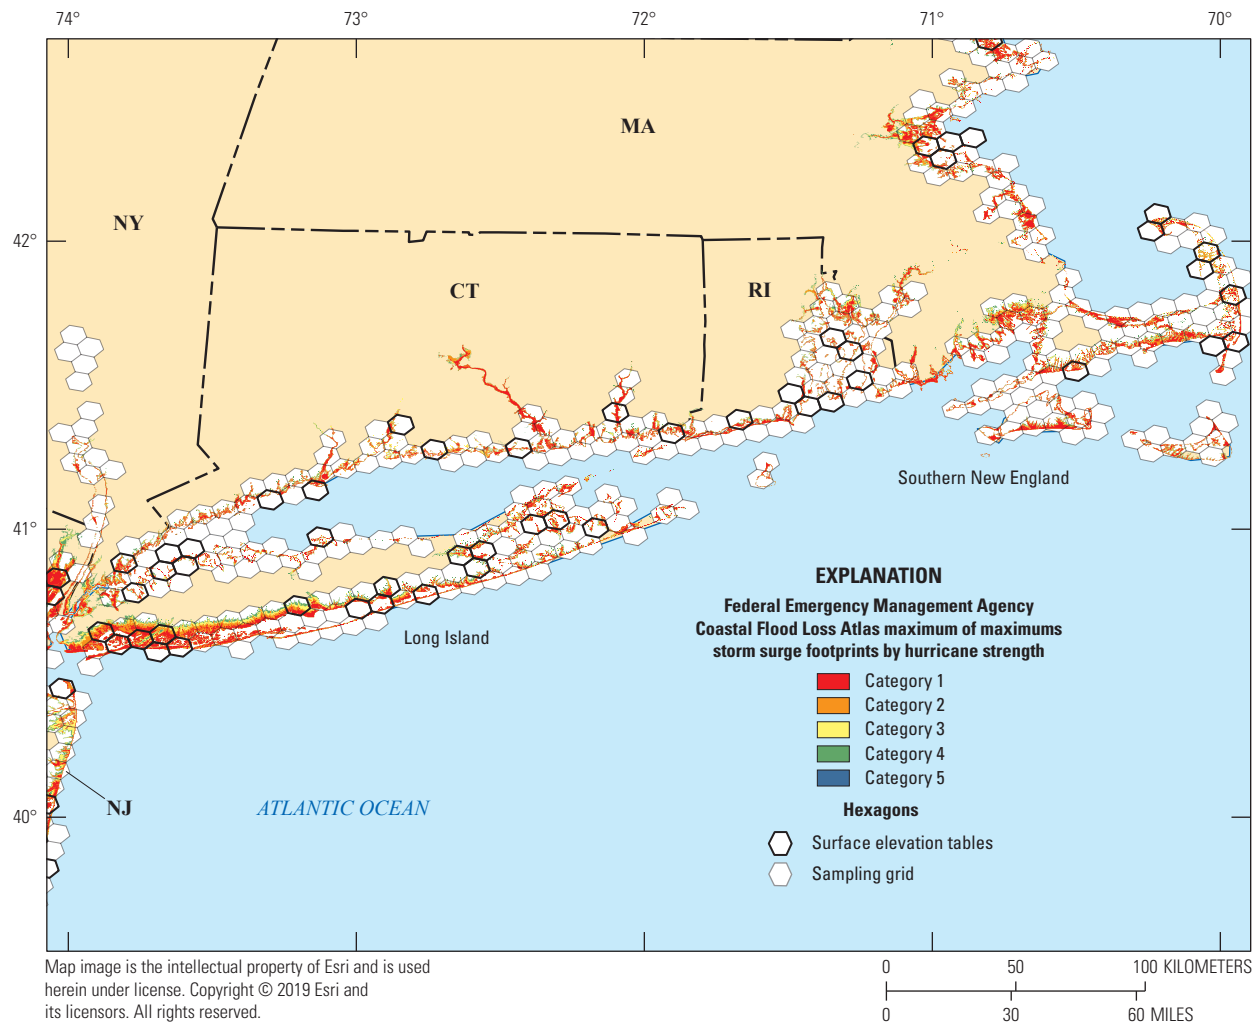 74° 73° 72° 71° 70°
MA
NY
42°
CT
RI
Southern New England
41°
EXPLANATION
Federal Emergency Management Agency
Coastal Flood Loss Atlas maximum of maximums
storm surge footprints by hurricane strength
Long Island
Category 1
Category 2
Category 3
Category 4
Category 5
NJ
ATLANTIC OCEAN
40°
Hexagons
Surface elevation tables
Sampling grid
Map image is the intellectual property of Esri and is used
herein under license. Copyright © 2019 Esri and
its licensors. All rights reserved.
0 50 100 KILOMETERS
0 30 60 MILES